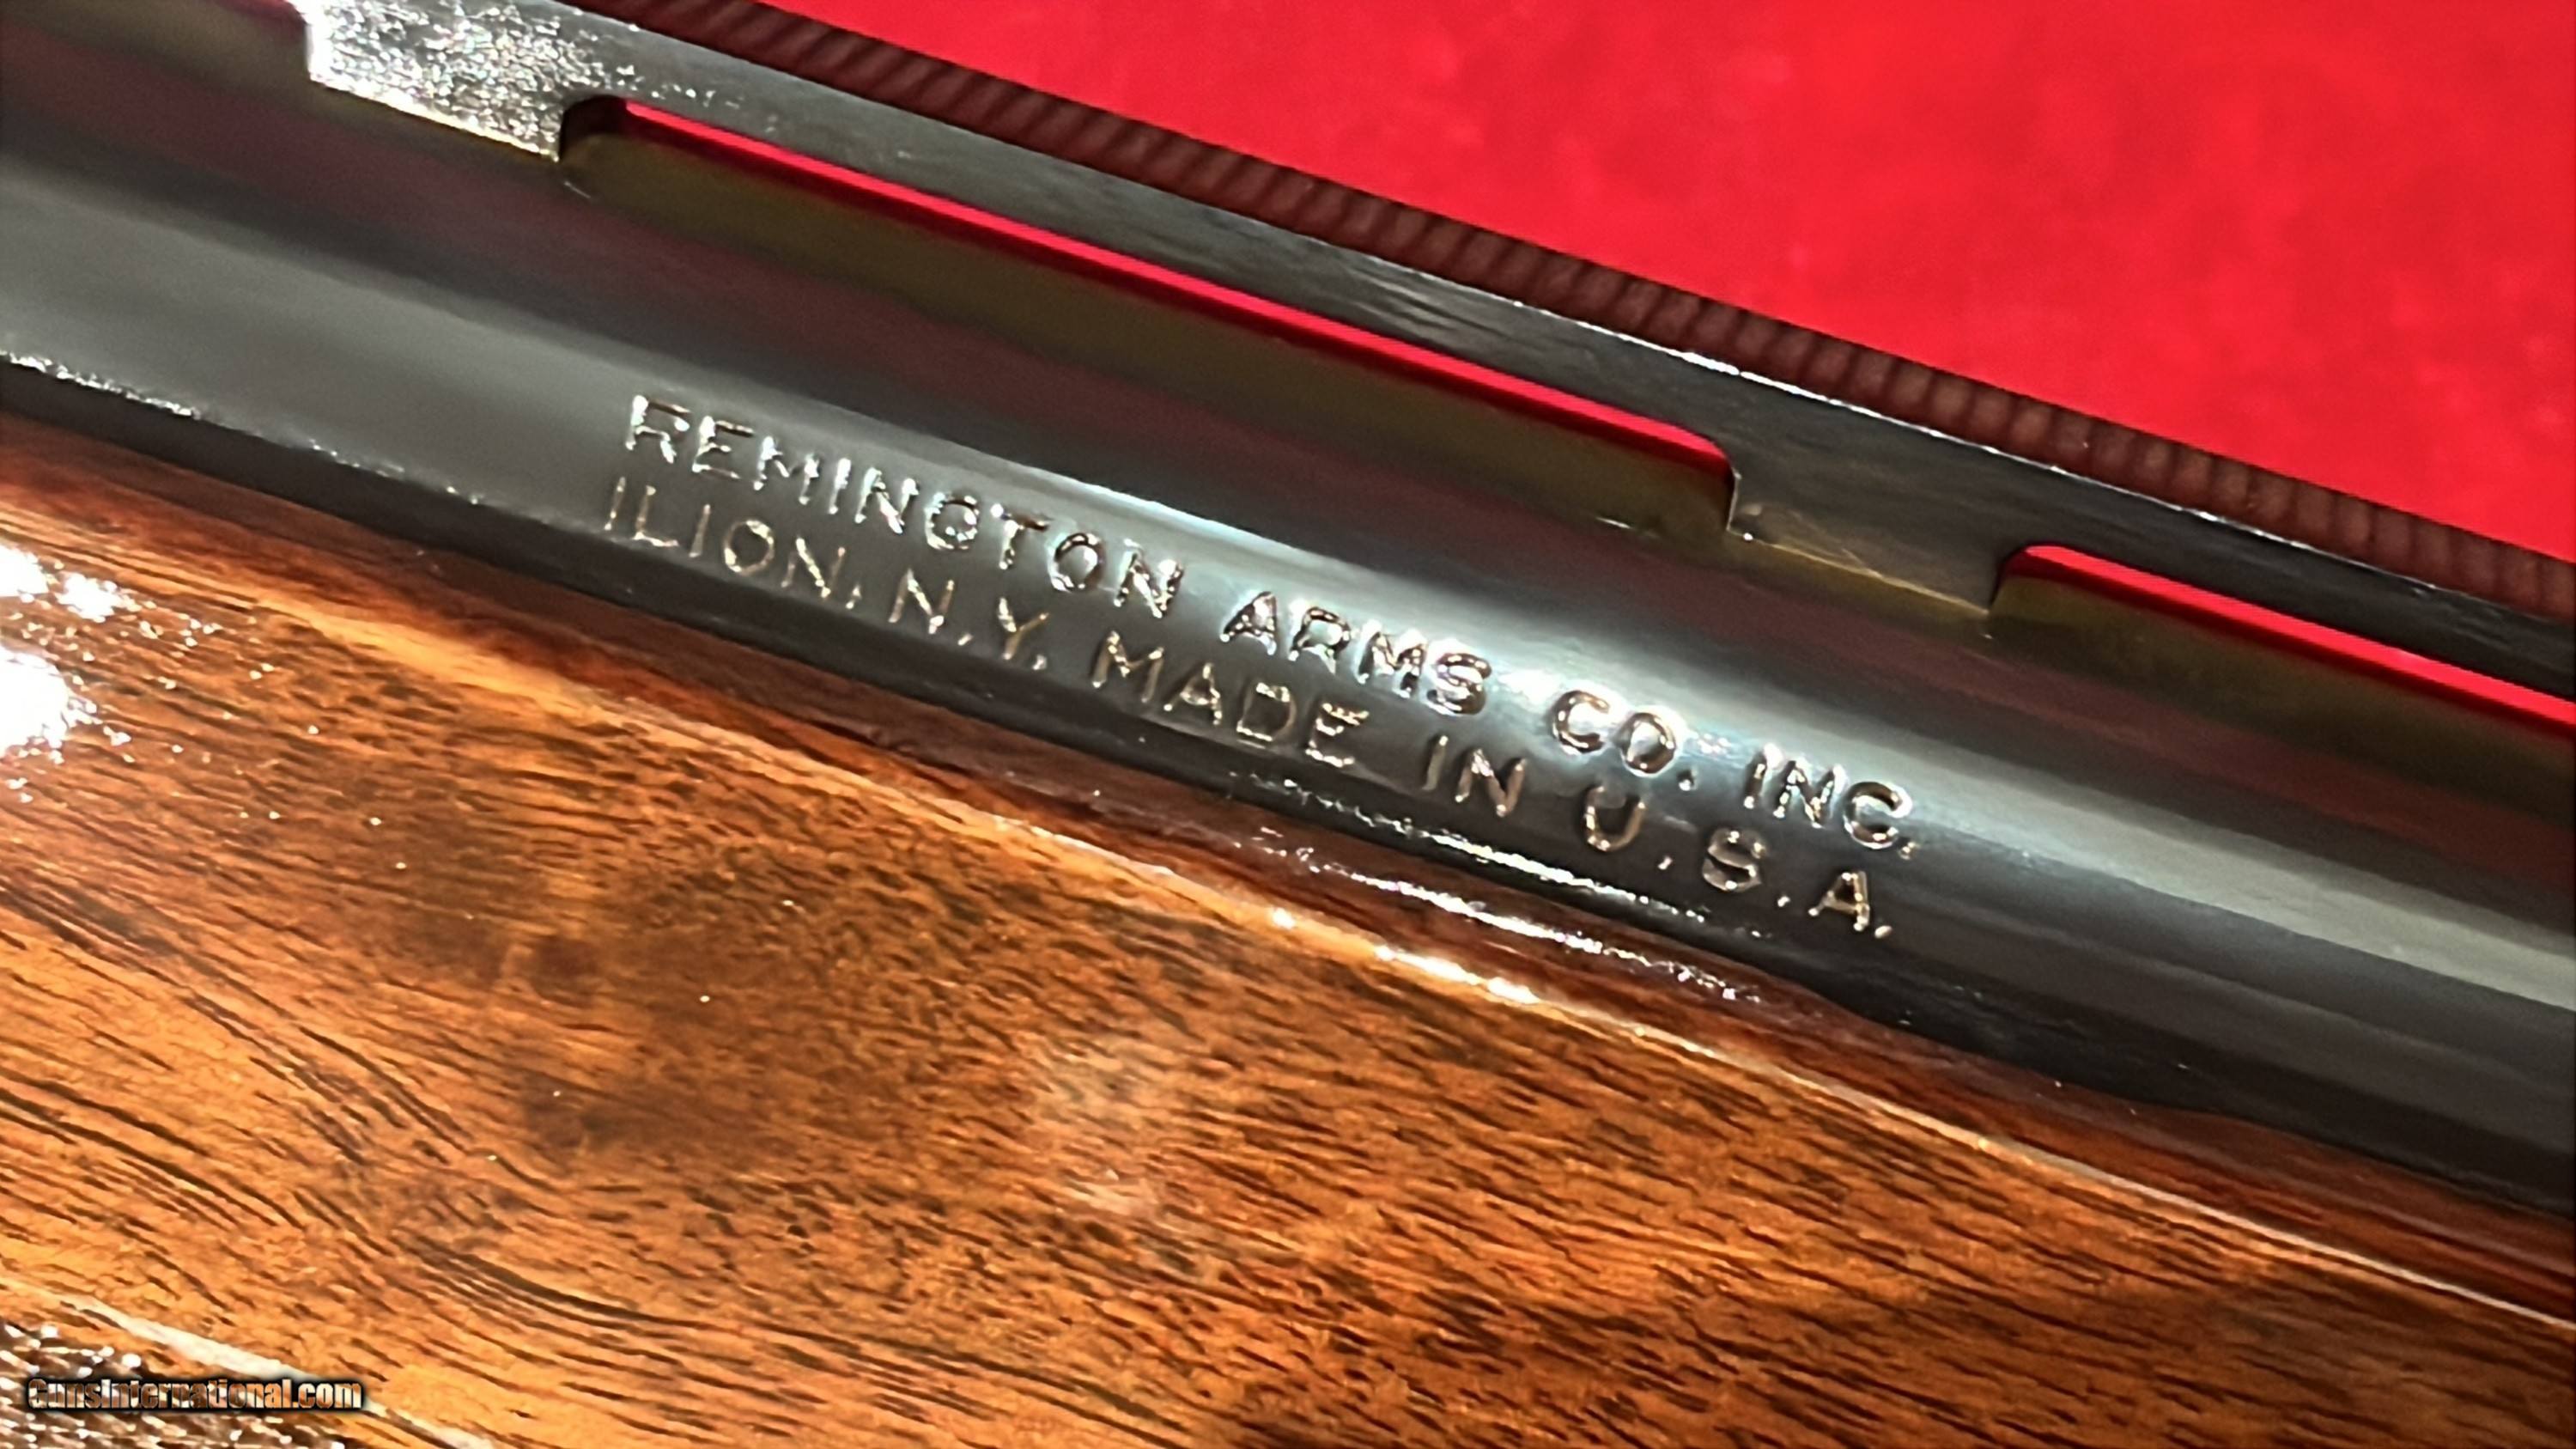 REMINGTON ARMS CO. INC.
ILION, N.Y. MADE IN U.S.A.
GunsInternational.com